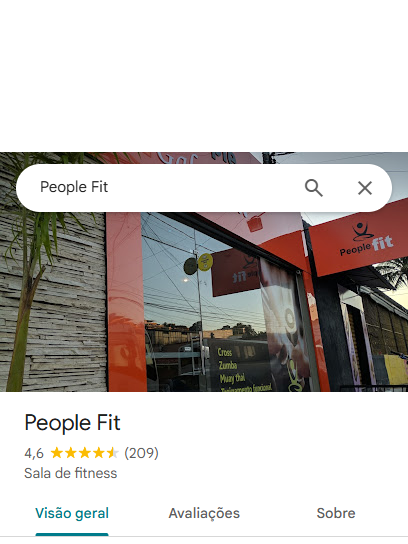 People Fit
People
fit
Cross
Zumba
Muay thai
Treinamento funcional
People Fit
4,6 (209)
Sala de fitness
Visão geral
Avaliações
Sobre